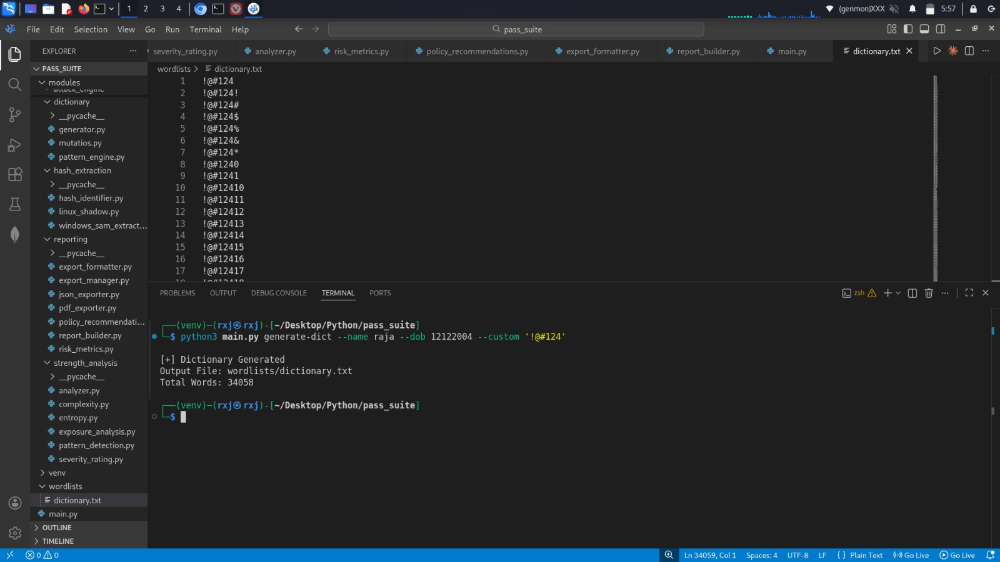 1 2 3 4 (genmon)XXX 5:57
File Edit Selection View Go Run Terminal Help pass_suite
EXPLORER
PASS_SUITE
modules
attack_engine
dictionary
__pycache__
generator.py
mutatios.py
pattern_engine.py
hash_extraction
__pycache__
hash_identifier.py
linux_shadow.py
windows_sam_extract...
reporting
__pycache__
export_formatter.py
export_manager.py
json_exporter.py
pdf_exporter.py
policy_recommendati...
report_builder.py
risk_metrics.py
strength_analysis
__pycache__
analyzer.py
complexity.py
entropy.py
exposure_analysis.py
pattern_detection.py
severity_rating.py
venv
wordlists
dictionary.txt
main.py
OUTLINE
TIMELINE
severity_rating.py analyzer.py risk_metrics.py policy_recommendations.py export_formatter.py report_builder.py main.py dictionary.txt
wordlists > dictionary.txt
1 !@#124
2 !@#124!
3 !@#124#
4 !@#124$
5 !@#124%
6 !@#124&
7 !@#124*
8 !@#1240
9 !@#1241
10 !@#12410
11 !@#12411
12 !@#12412
13 !@#12413
14 !@#12414
15 !@#12415
16 !@#12416
17 !@#12417
18 !@#12418
PROBLEMS OUTPUT DEBUG CONSOLE TERMINAL PORTS zsh
┌──(venv)─(rxj㉿rxj)-[~/Desktop/Python/pass_suite]
└─$ python3 main.py generate-dict --name raja --dob 12122004 --custom '!@#124'
[+] Dictionary Generated
Output File: wordlists/dictionary.txt
Total Words: 34058
┌──(venv)─(rxj㉿rxj)-[~/Desktop/Python/pass_suite]
└─$
0 0 Ln 34059, Col 1 Spaces: 4 UTF-8 LF { } Plain Text Go Live Go Live